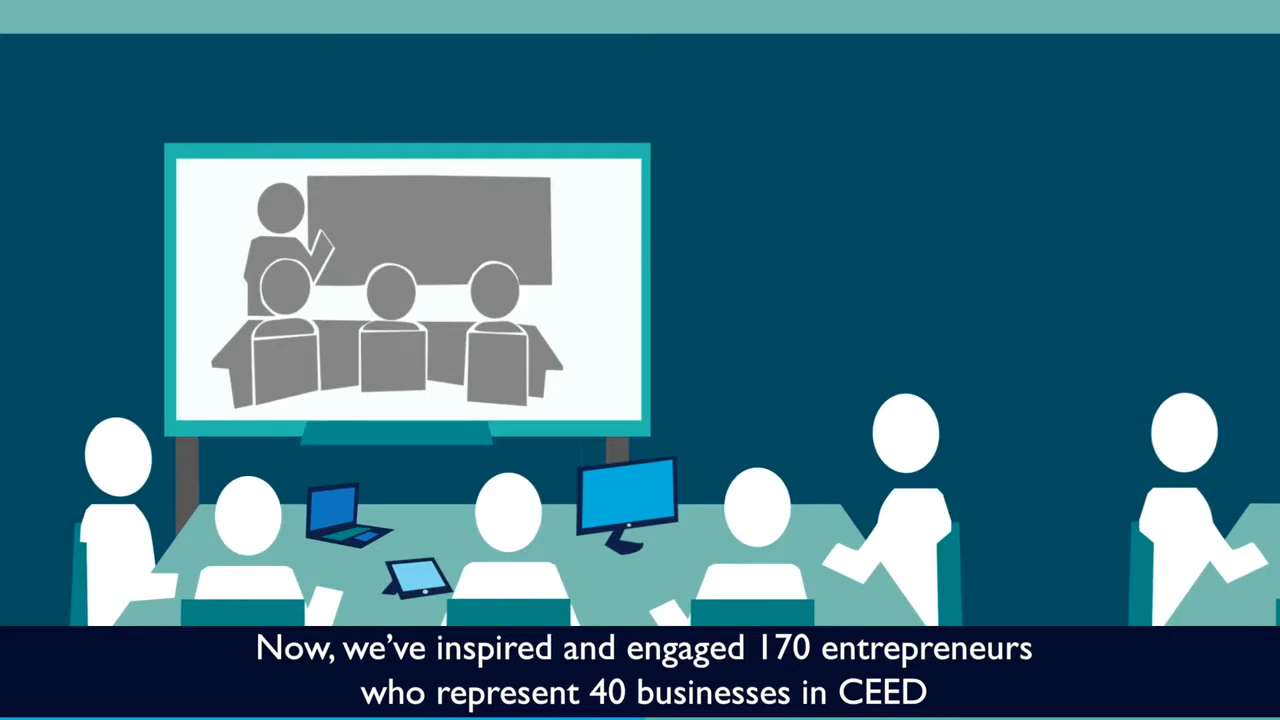 Now, we’ve inspired and engaged 170 entrepreneurs
who represent 40 businesses in CEED